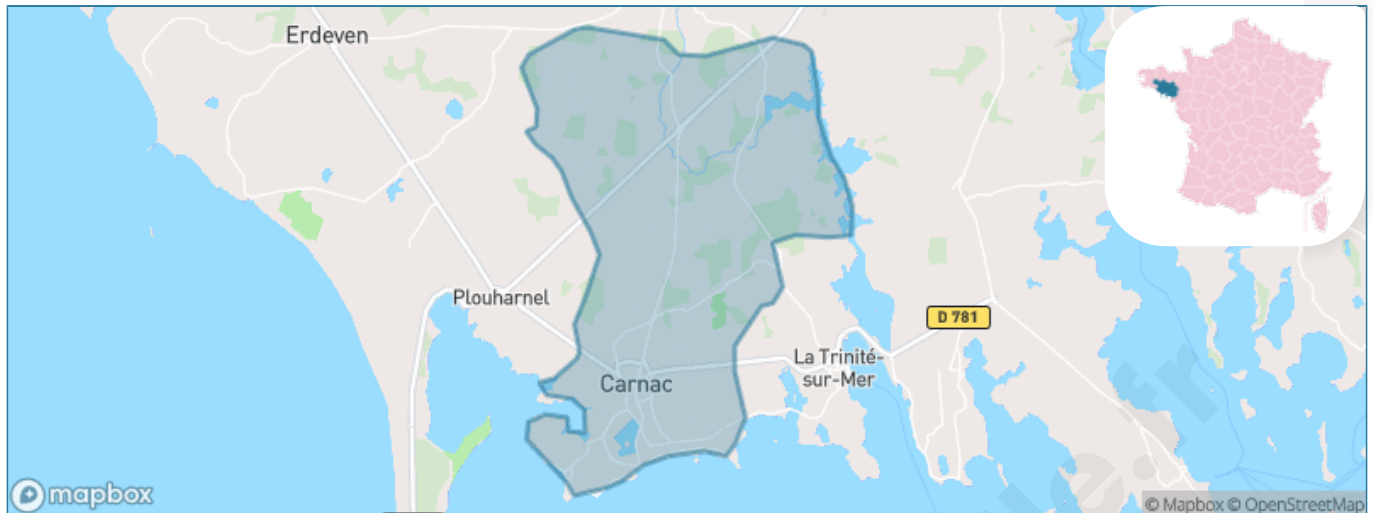 Erdeven
Plouharnel
D 781
La Trinité-
sur-Mer
Carnac
mapbox
© Mapbox © OpenStreetMap